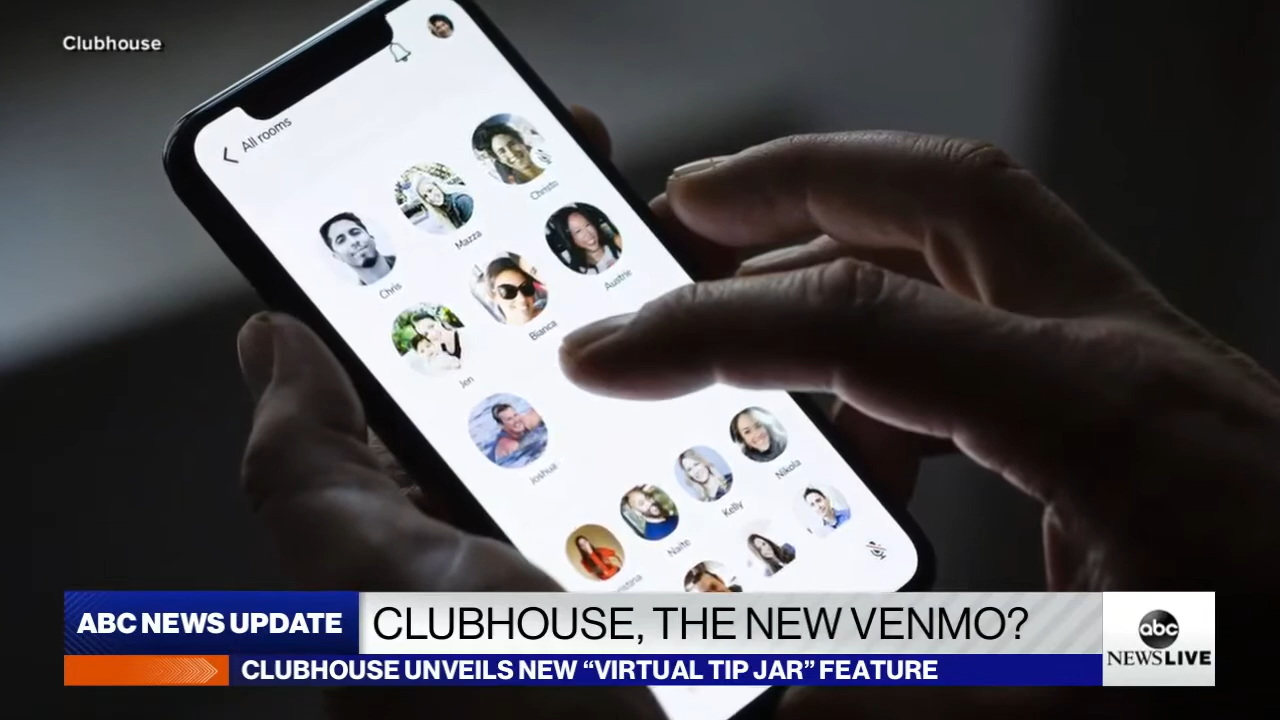 Clubhouse
All rooms
Christo
Mazza
Chris
Austrie
Bianca
Jen
Joshua
Nikola
Kelly
Naite
ABC NEWS UPDATE
CLUBHOUSE, THE NEW VENMO?
CLUBHOUSE UNVEILS NEW “VIRTUAL TIP JAR” FEATURE
abc
NEWSLIVE